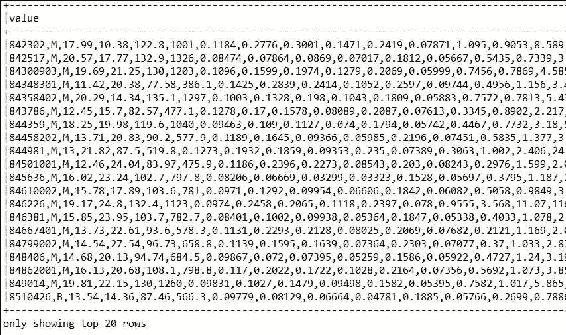 +--------------------------------------------------
|value
+--------------------------------------------------
|842302,M,17.99,10.38,122.8,1001,0.1184,0.2776,0.3001,0.1471,0.2419,0.07871,1.095,0.9053,8.589
|842517,M,20.57,17.77,132.9,1326,0.08474,0.07864,0.0869,0.07017,0.1812,0.05667,0.5435,0.7339,3
|84300903,M,19.69,21.25,130,1203,0.1096,0.1599,0.1974,0.1279,0.2069,0.05999,0.7456,0.7869,4.585
|84348301,M,11.42,20.38,77.58,386.1,0.1425,0.2839,0.2414,0.1052,0.2597,0.09744,0.4956,1.156,3.4
|84358402,M,20.29,14.34,135.1,1297,0.1003,0.1328,0.198,0.1043,0.1809,0.05883,0.7572,0.7813,5.4
|843786,M,12.45,15.7,82.57,477.1,0.1278,0.17,0.1578,0.08089,0.2087,0.07613,0.3345,0.8902,2.217
|844359,M,18.25,19.98,119.6,1040,0.09463,0.109,0.1127,0.074,0.1794,0.05742,0.4467,0.7732,3.18,
|84458202,M,13.71,20.83,90.2,577.9,0.1189,0.1645,0.09366,0.05985,0.2196,0.07451,0.5835,1.377,3
|844981,M,13,21.82,87.5,519.8,0.1273,0.1932,0.1859,0.09353,0.235,0.07389,0.3063,1.002,2.406,24
|84501001,M,12.46,24.04,83.97,475.9,0.1186,0.2396,0.2273,0.08543,0.203,0.08243,0.2976,1.599,2.0
|845636,M,16.02,23.24,102.7,797.8,0.08206,0.06669,0.03299,0.03323,0.1528,0.05697,0.3795,1.187,2
|84610002,M,15.78,17.89,103.6,781,0.0971,0.1292,0.09954,0.06606,0.1842,0.06082,0.5058,0.9849,3
|846226,M,19.17,24.8,132.4,1123,0.0974,0.2458,0.2065,0.1118,0.2397,0.078,0.9555,3.568,11.07,116
|846381,M,15.85,23.95,103.7,782.7,0.08401,0.1002,0.09938,0.05364,0.1847,0.05338,0.4033,1.078,2
|84667401,M,13.73,22.61,93.6,578.3,0.1131,0.2293,0.2128,0.08025,0.2069,0.07682,0.2121,1.169,2.0
|84799002,M,14.54,27.54,96.73,658.8,0.1139,0.1595,0.1639,0.07364,0.2303,0.07077,0.37,1.033,2.8
|848406,M,14.68,20.13,94.74,684.5,0.09867,0.072,0.07395,0.05259,0.1586,0.05922,0.4727,1.24,3.19
|84862001,M,16.13,20.68,108.1,798.8,0.117,0.2022,0.1722,0.1028,0.2164,0.07356,0.5692,1.073,3.8
|849014,M,19.81,22.15,130,1260,0.09831,0.1027,0.1479,0.09498,0.1582,0.05395,0.7582,1.017,5.865
|8510426,B,13.54,14.36,87.46,566.3,0.09779,0.08129,0.06664,0.04781,0.1885,0.05766,0.2699,0.7886
+--------------------------------------------------
only showing top 20 rows